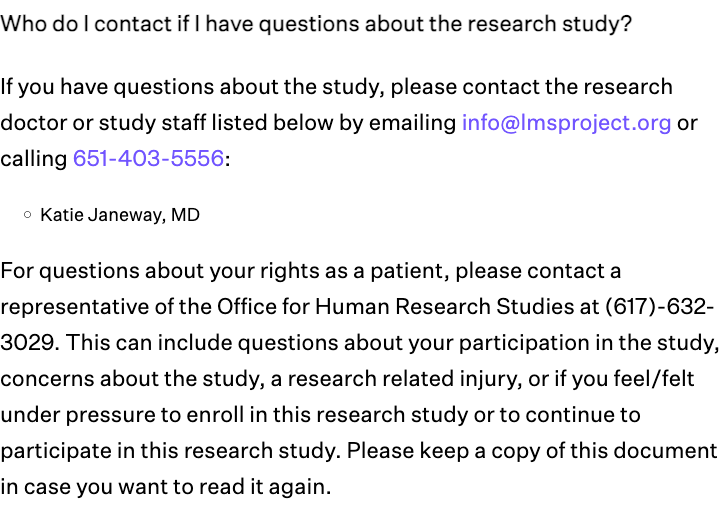 Who do I contact if I have questions about the research study?
If you have questions about the study, please contact the research
doctor or study staff listed below by emailing info@lmsproject.org or
calling 651-403-5556:
○ Katie Janeway, MD
For questions about your rights as a patient, please contact a
representative of the Office for Human Research Studies at (617)-632-
3029. This can include questions about your participation in the study,
concerns about the study, a research related injury, or if you feel/felt
under pressure to enroll in this research study or to continue to
participate in this research study. Please keep a copy of this document
in case you want to read it again.